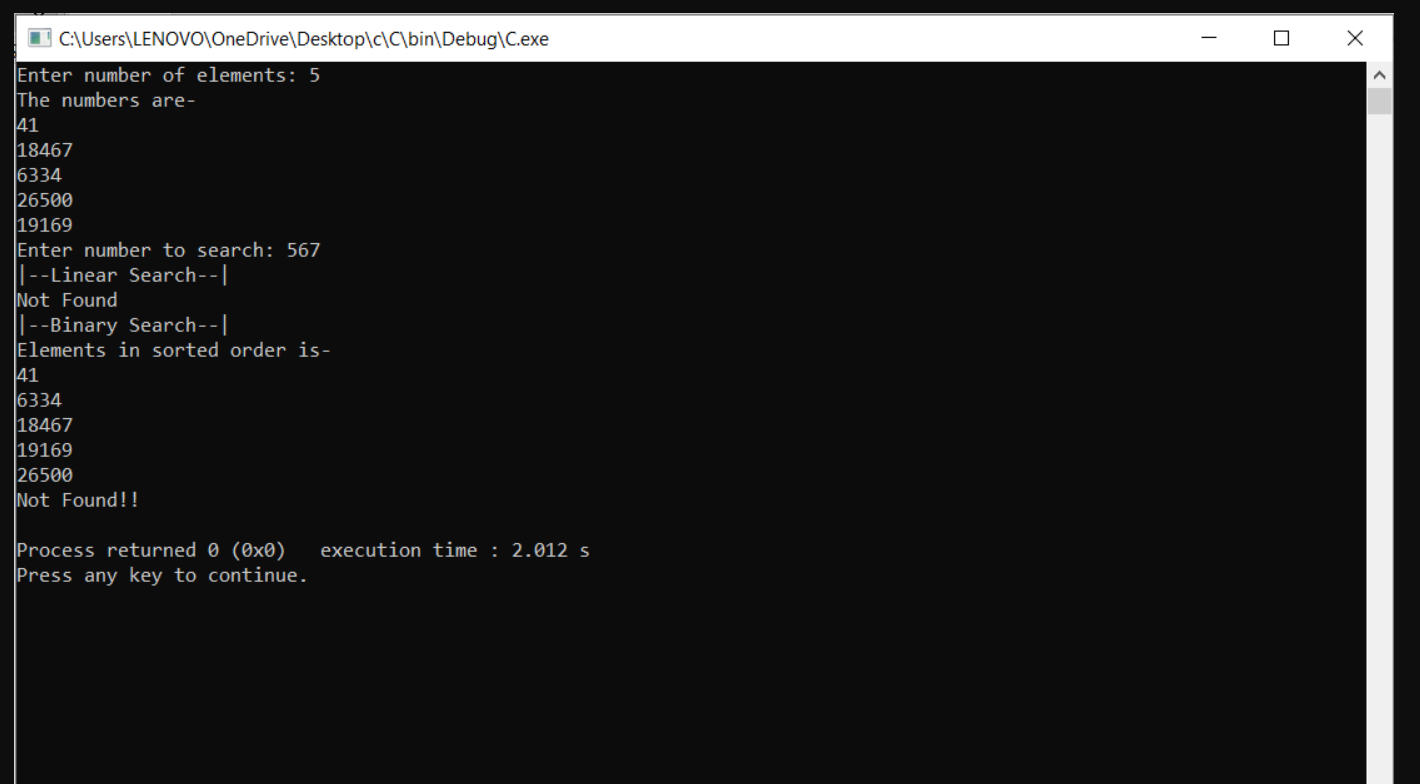 C:\Users\LENOVO\OneDrive\Desktop\c\C\bin\Debug\C.exe
Enter number of elements: 5
The numbers are-
41
18467
6334
26500
19169
Enter number to search: 567
|--Linear Search--|
Not Found
|--Binary Search--|
Elements in sorted order is-
41
6334
18467
19169
26500
Not Found!!

Process returned 0 (0x0)   execution time : 2.012 s
Press any key to continue.